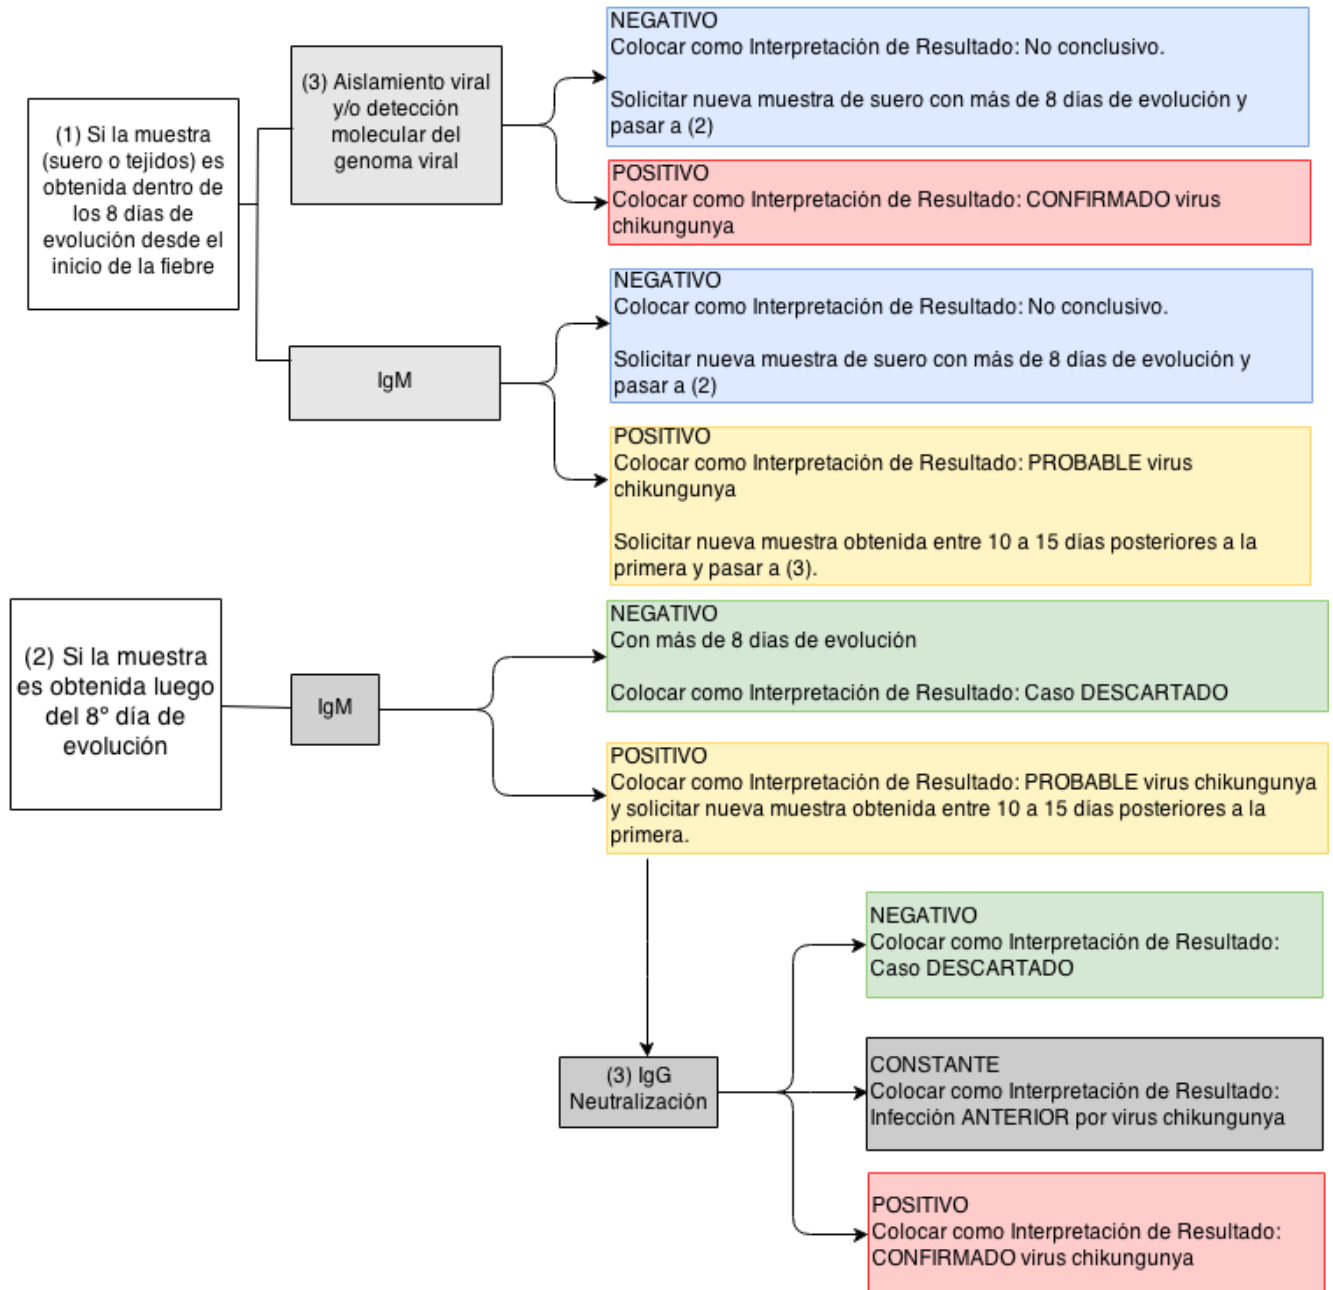 (1) Si la muestra
(suero o tejidos) es
obtenida dentro de
los 8 días de
evolución desde el
inicio de la fiebre
(3) Aislamiento viral
y/o detección
molecular del
genoma viral
NEGATIVO
Colocar como Interpretación de Resultado: No conclusivo.
Solicitar nueva muestra de suero con más de 8 días de evolución y
pasar a (2)
POSITIVO
Colocar como Interpretación de Resultado: CONFIRMADO virus
chikungunya
IgM
NEGATIVO
Colocar como Interpretación de Resultado: No conclusivo.
Solicitar nueva muestra de suero con más de 8 días de evolución y
pasar a (2)
POSITIVO
Colocar como Interpretación de Resultado: PROBABLE virus
chikungunya
Solicitar nueva muestra obtenida entre 10 a 15 días posteriores a la
primera y pasar a (3).
(2) Si la muestra
es obtenida luego
del 8° día de
evolución
IgM
NEGATIVO
Con más de 8 días de evolución
Colocar como Interpretación de Resultado: Caso DESCARTADO
POSITIVO
Colocar como Interpretación de Resultado: PROBABLE virus chikungunya
y solicitar nueva muestra obtenida entre 10 a 15 días posteriores a la
primera.
(3) IgG
Neutralización
NEGATIVO
Colocar como Interpretación de Resultado:
Caso DESCARTADO
CONSTANTE
Colocar como Interpretación de Resultado:
Infección ANTERIOR por virus chikungunya
POSITIVO
Colocar como Interpretación de Resultado:
CONFIRMADO virus chikungunya